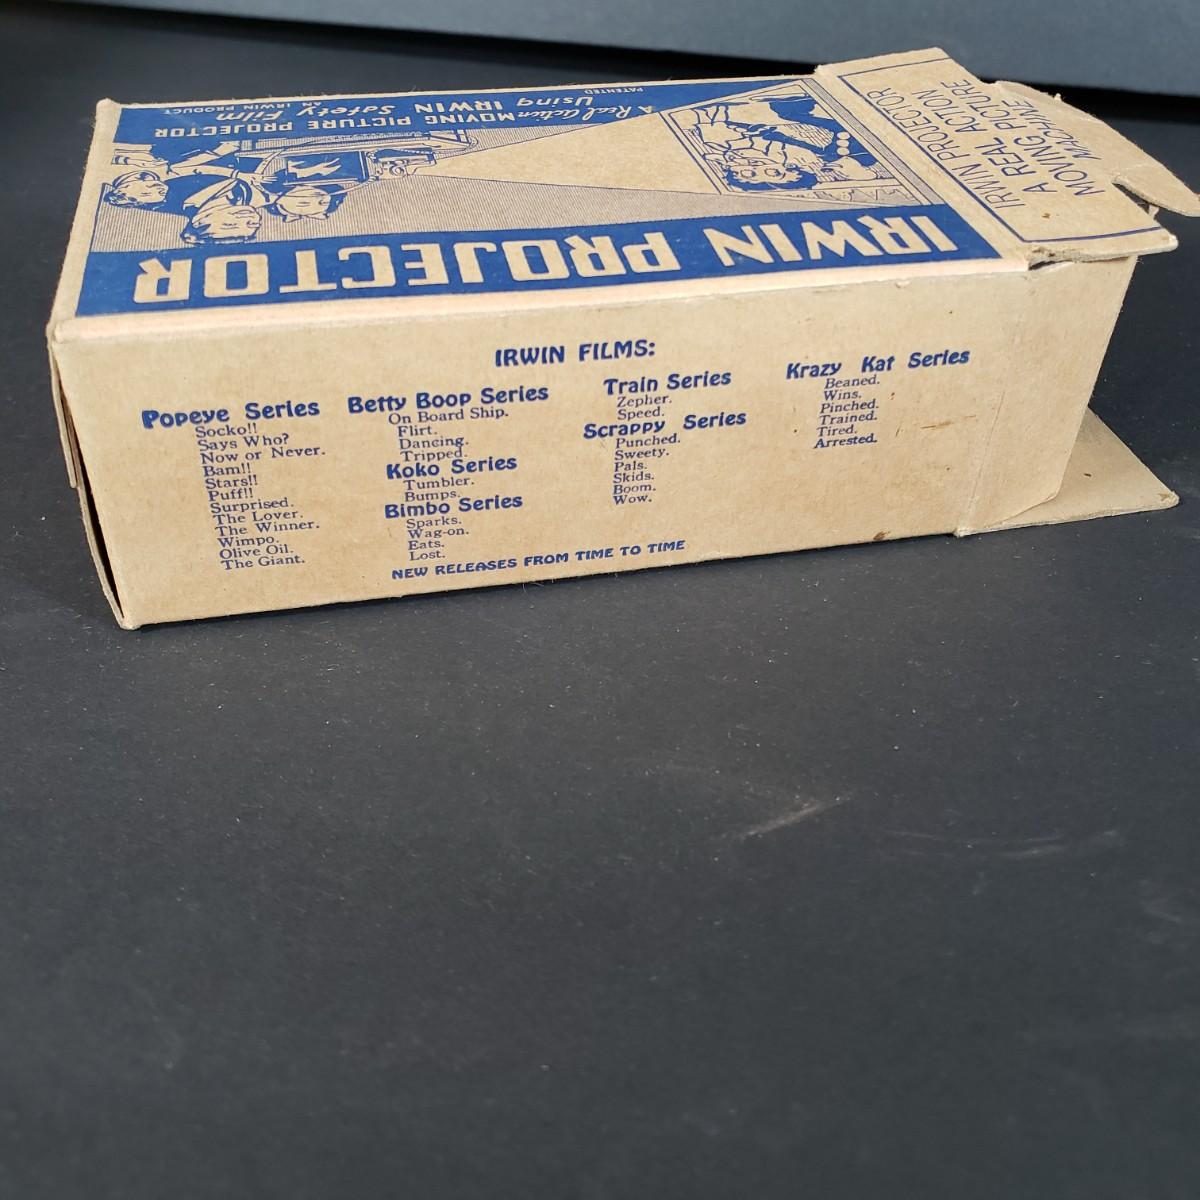 A Real Action MOVING PICTURE PROJECTOR
Using IRWIN Safety Film
PATENTED
AN IRWIN PRODUCT
IRWIN PROJECTOR
IRWIN PROJECTOR
A REAL ACTION
MOVING PICTURE
MACHINE
IRWIN FILMS:
Popeye Series
Socko!!
Says Who?
Now or Never.
Bam!!
Stars!!
Puff!!
Surprised.
The Lover.
The Winner.
Wimpo.
Olive Oil.
The Giant.
Betty Boop Series
On Board Ship.
Flirt.
Dancing.
Tripped.
Koko Series
Tumbler.
Bumps.
Bimbo Series
Sparks.
Wag-on.
Eats.
Lost.
Train Series
Zepher.
Speed.
Scrappy Series
Punched.
Sweety.
Pals.
Skids.
Boom.
Wow.
Krazy Kat Series
Beaned.
Wins.
Pinched.
Trained.
Tired.
Arrested.
NEW RELEASES FROM TIME TO TIME